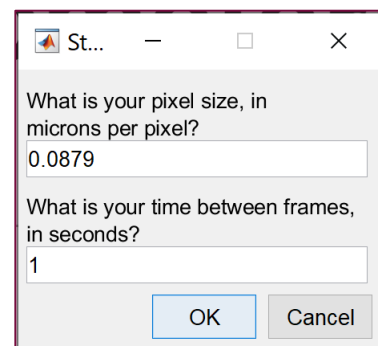 St...
What is your pixel size, in
microns per pixel?
0.0879
What is your time between frames,
in seconds?
1
OK Cancel